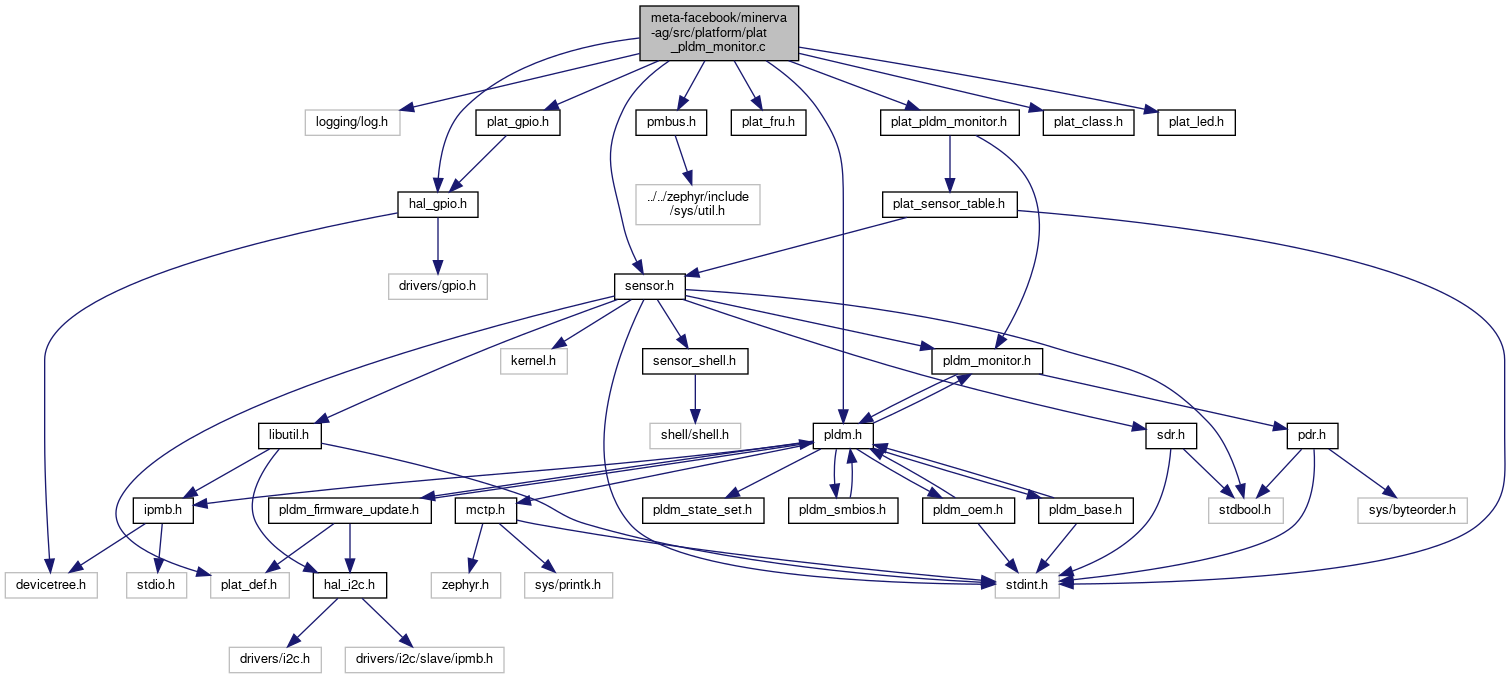 meta-facebook/minerva
-ag/src/platform/plat
_pldm_monitor.c
logging/log.h
plat_gpio.h
pmbus.h
plat_fru.h
plat_pldm_monitor.h
plat_class.h
plat_led.h
hal_gpio.h
../../zephyr/include
/sys/util.h
plat_sensor_table.h
drivers/gpio.h
sensor.h
kernel.h
sensor_shell.h
pldm_monitor.h
libutil.h
shell/shell.h
pldm.h
sdr.h
pdr.h
ipmb.h
pldm_firmware_update.h
mctp.h
pldm_state_set.h
pldm_smbios.h
pldm_oem.h
pldm_base.h
stdbool.h
sys/byteorder.h
devicetree.h
stdio.h
plat_def.h
hal_i2c.h
zephyr.h
sys/printk.h
stdint.h
drivers/i2c.h
drivers/i2c/slave/ipmb.h